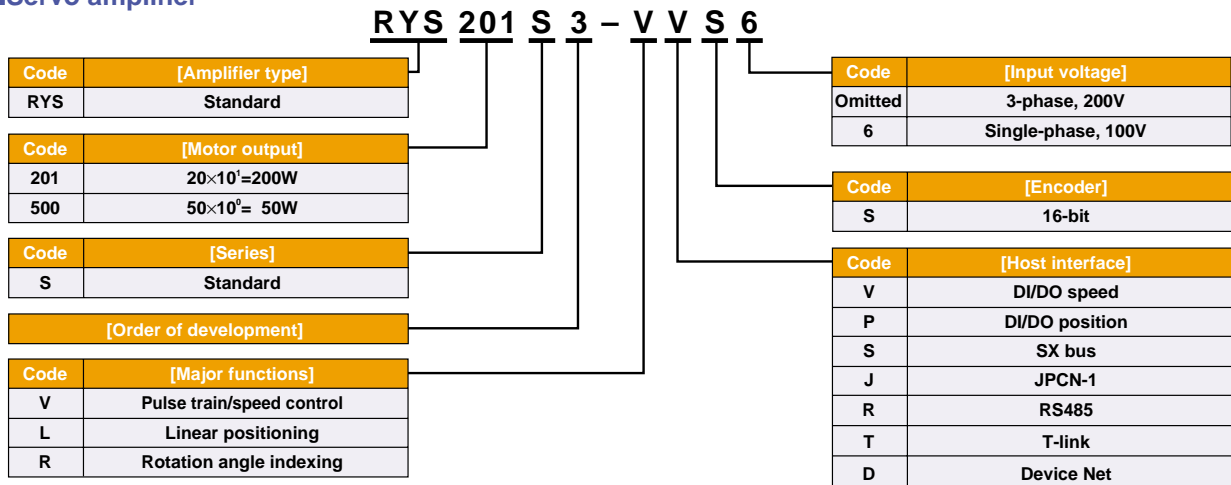 ■Servo amplifier
RYS 201 S 3 – V V S 6
Code [Amplifier type]
RYS Standard
Code [Motor output]
201 20×10¹=200W
500 50×10⁰= 50W
Code [Series]
S Standard
[Order of development]
Code [Major functions]
V Pulse train/speed control
L Linear positioning
R Rotation angle indexing
Code [Input voltage]
Omitted 3-phase, 200V
6 Single-phase, 100V
Code [Encoder]
S 16-bit
Code [Host interface]
V DI/DO speed
P DI/DO position
S SX bus
J JPCN-1
R RS485
T T-link
D Device Net